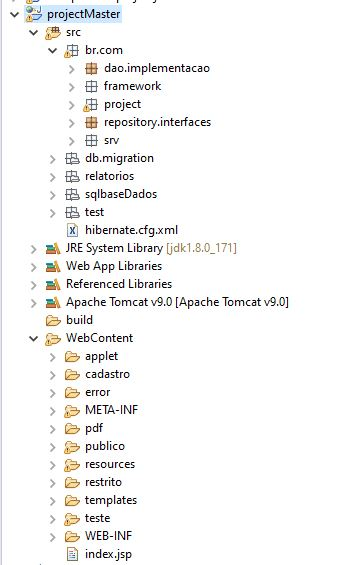 projectMaster
src
br.com
dao.implementacao
framework
project
repository.interfaces
srv
db.migration
relatorios
sqlbaseDados
test
hibernate.cfg.xml
JRE System Library [jdk1.8.0_171]
Web App Libraries
Referenced Libraries
Apache Tomcat v9.0 [Apache Tomcat v9.0]
build
WebContent
applet
cadastro
error
META-INF
pdf
publico
resources
restrito
templates
teste
WEB-INF
index.jsp